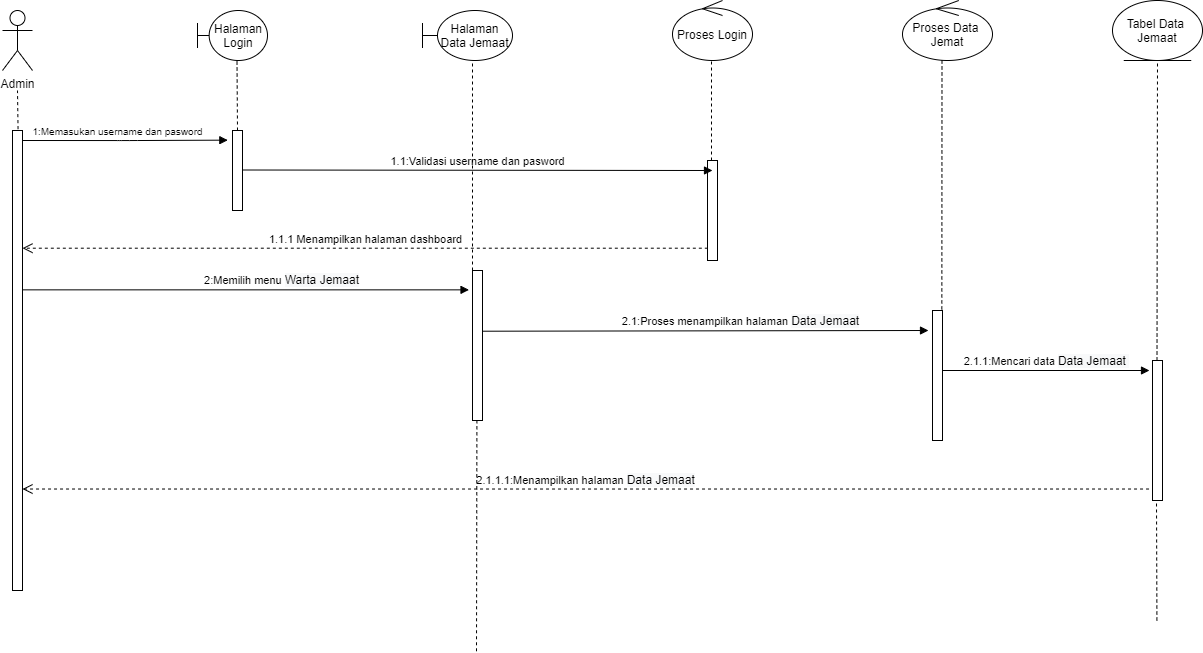 Admin
Halaman
Login
Halaman
Data Jemaat
Proses Login
Proses Data
Jemat
Tabel Data
Jemaat
1:Memasukan username dan pasword
1.1:Validasi username dan pasword
1.1.1 Menampilkan halaman dashboard
2:Memilih menu Warta Jemaat
2.1:Proses menampilkan halaman Data Jemaat
2.1.1:Mencari data Data Jemaat
2.1.1.1:Menampilkan halaman Data Jemaat